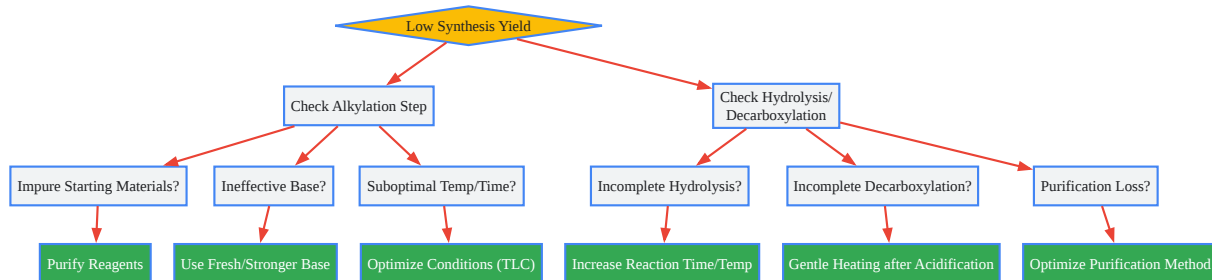 Low Synthesis Yield
Check Alkylation Step
Check Hydrolysis/
Decarboxylation
Impure Starting Materials?
Ineffective Base?
Suboptimal Temp/Time?
Incomplete Hydrolysis?
Incomplete Decarboxylation?
Purification Loss?
Purify Reagents
Use Fresh/Stronger Base
Optimize Conditions (TLC)
Increase Reaction Time/Temp
Gentle Heating after Acidification
Optimize Purification Method